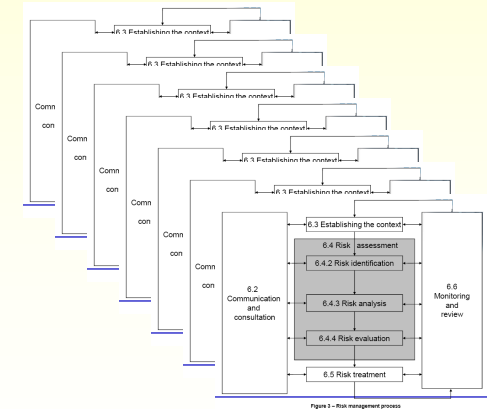 6.3 Establishing the context
Comn
con
6.3 Establishing the context
Comn
con
6.3 Establishing the context
Comn
con
6.3 Establishing the context
Comn
con
6.3 Establishing the context
Comn
con
6.3 Establishing the context
Comn
con
6.3 Establishing the context
6.4 Risk assessment
6.4.2 Risk identification
6.4.3 Risk analysis
6.4.4 Risk evaluation
6.5 Risk treatment
6.2
Communication
and
consultation
6.6
Monitoring
and
review
Figure 3 – Risk management process